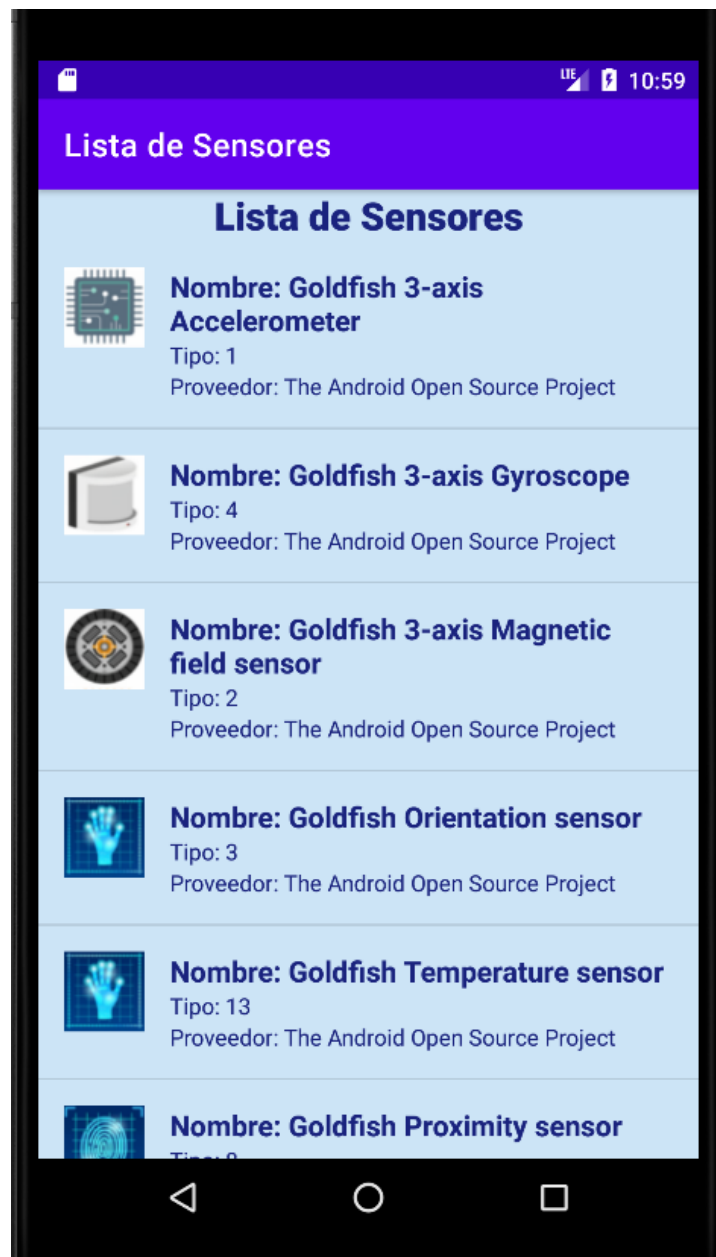 LTE 10:59
Lista de Sensores
Lista de Sensores
Nombre: Goldfish 3-axis
Accelerometer
Tipo: 1
Proveedor: The Android Open Source Project
Nombre: Goldfish 3-axis Gyroscope
Tipo: 4
Proveedor: The Android Open Source Project
Nombre: Goldfish 3-axis Magnetic
field sensor
Tipo: 2
Proveedor: The Android Open Source Project
Nombre: Goldfish Orientation sensor
Tipo: 3
Proveedor: The Android Open Source Project
Nombre: Goldfish Temperature sensor
Tipo: 13
Proveedor: The Android Open Source Project
Nombre: Goldfish Proximity sensor